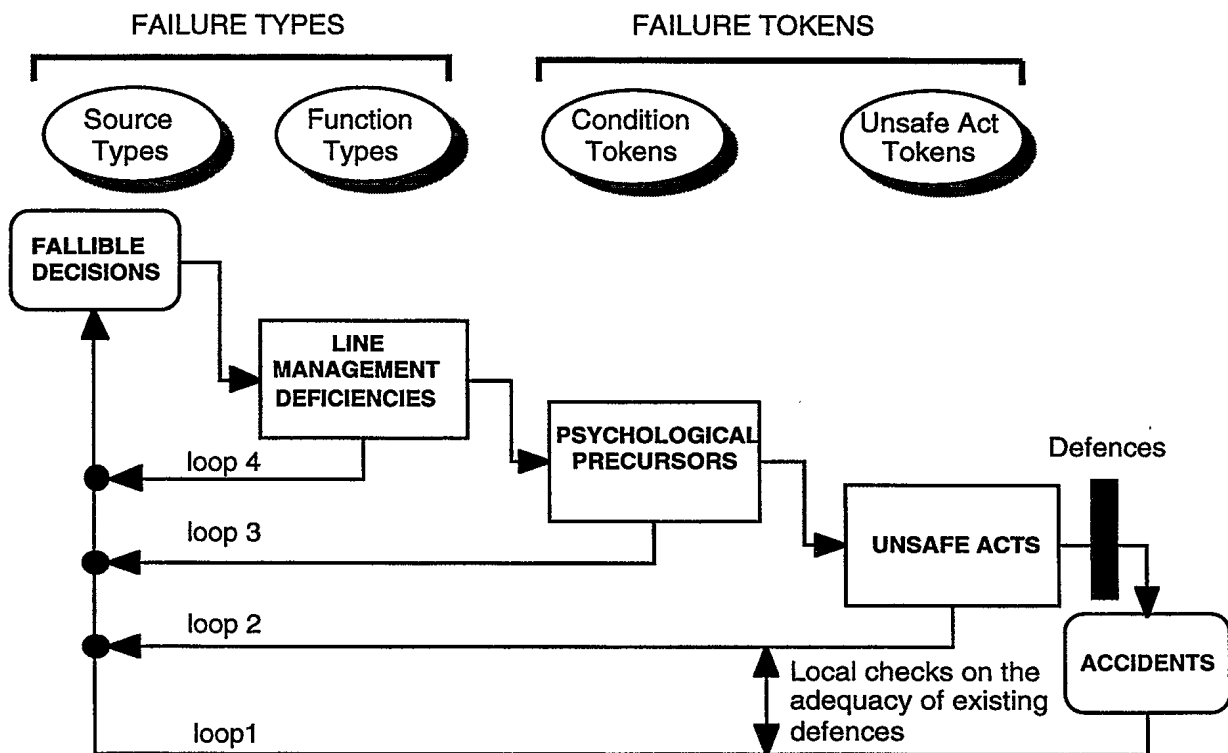 FAILURE TYPES
FAILURE TOKENS
Source
Types
Function
Types
Condition
Tokens
Unsafe Act
Tokens
FALLIBLE
DECISIONS
LINE
MANAGEMENT
DEFICIENCIES
PSYCHOLOGICAL
PRECURSORS
Defences
loop 4
loop 3
UNSAFE ACTS
loop 2
ACCIDENTS
Local checks on the
adequacy of existing
defences
loop1